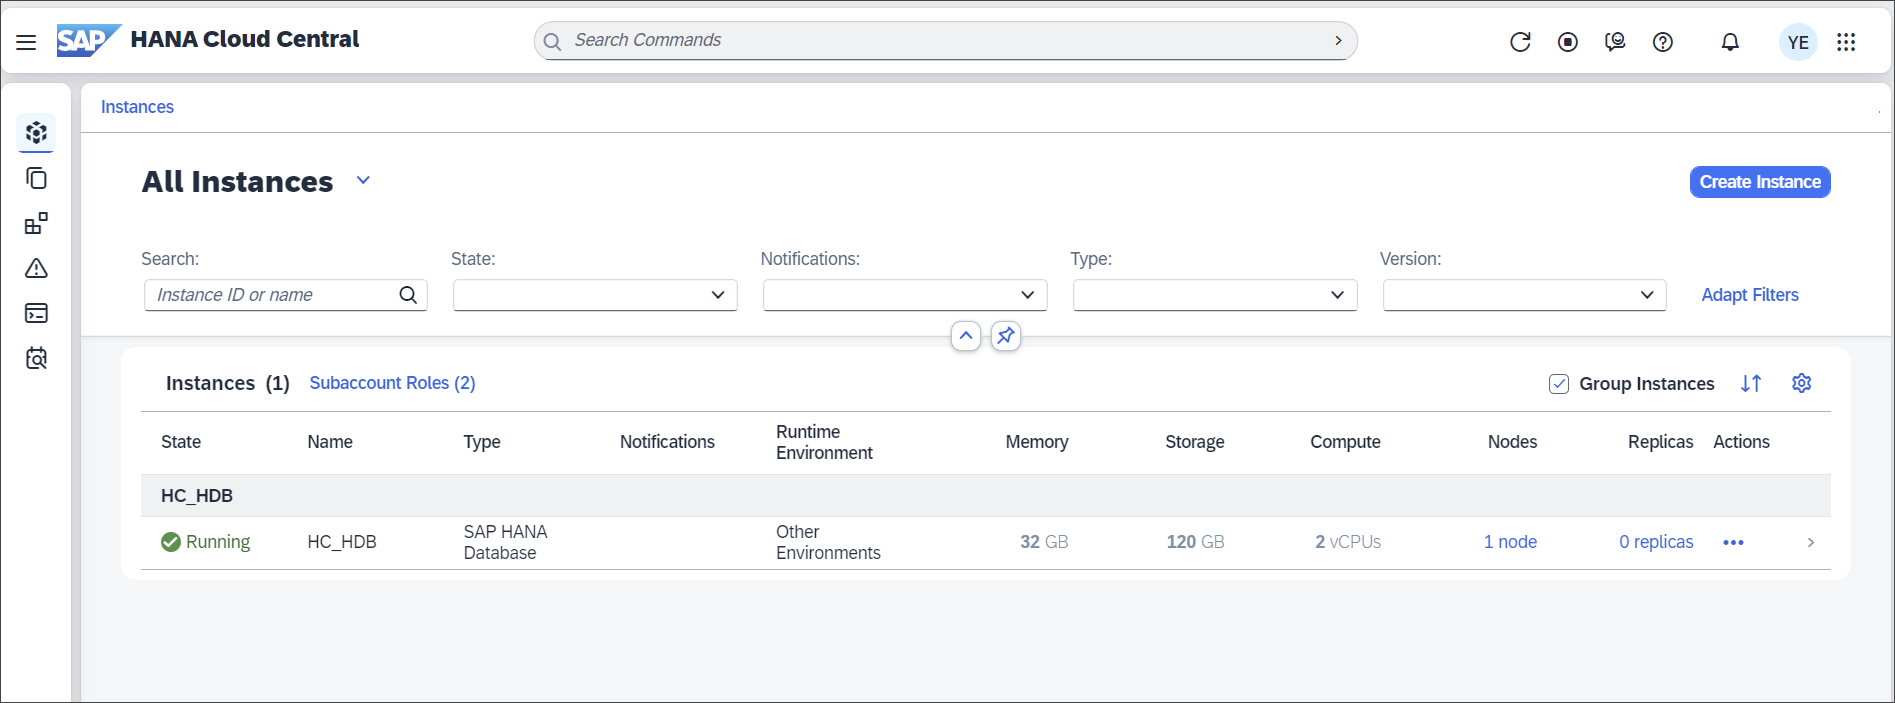 SAP HANA Cloud Central
Search Commands
YE
Instances
All Instances
Create Instance
Search: State: Notifications: Type: Version:
Instance ID or name
Adapt Filters
Instances (1) Subaccount Roles (2)
Group Instances
State Name Type Notifications Runtime Environment Memory Storage Compute Nodes Replicas Actions
HC_HDB
Running HC_HDB SAP HANA Database Other Environments 32 GB 120 GB 2 vCPUs 1 node 0 replicas